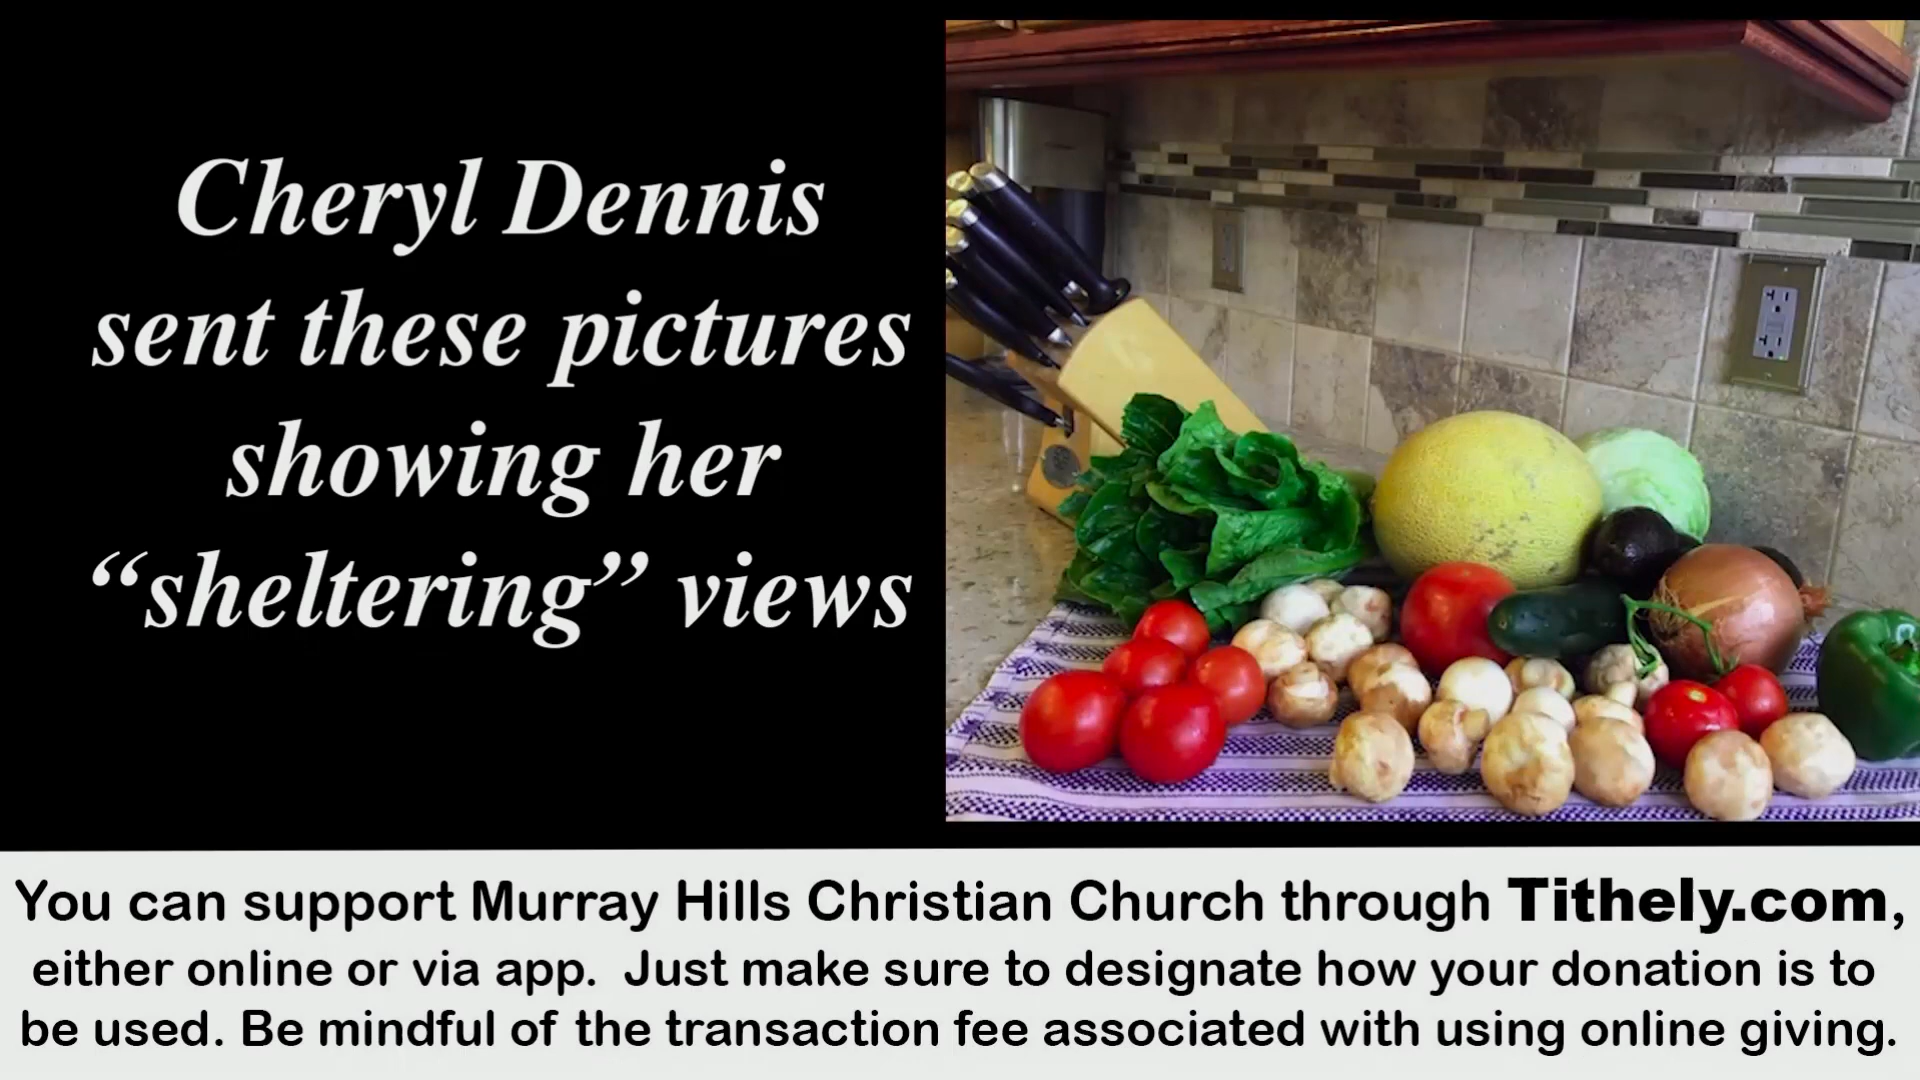 Cheryl Dennis
sent these pictures
showing her
“sheltering” views
You can support Murray Hills Christian Church through Tithely.com,
either online or via app.  Just make sure to designate how your donation is to
be used. Be mindful of the transaction fee associated with using online giving.